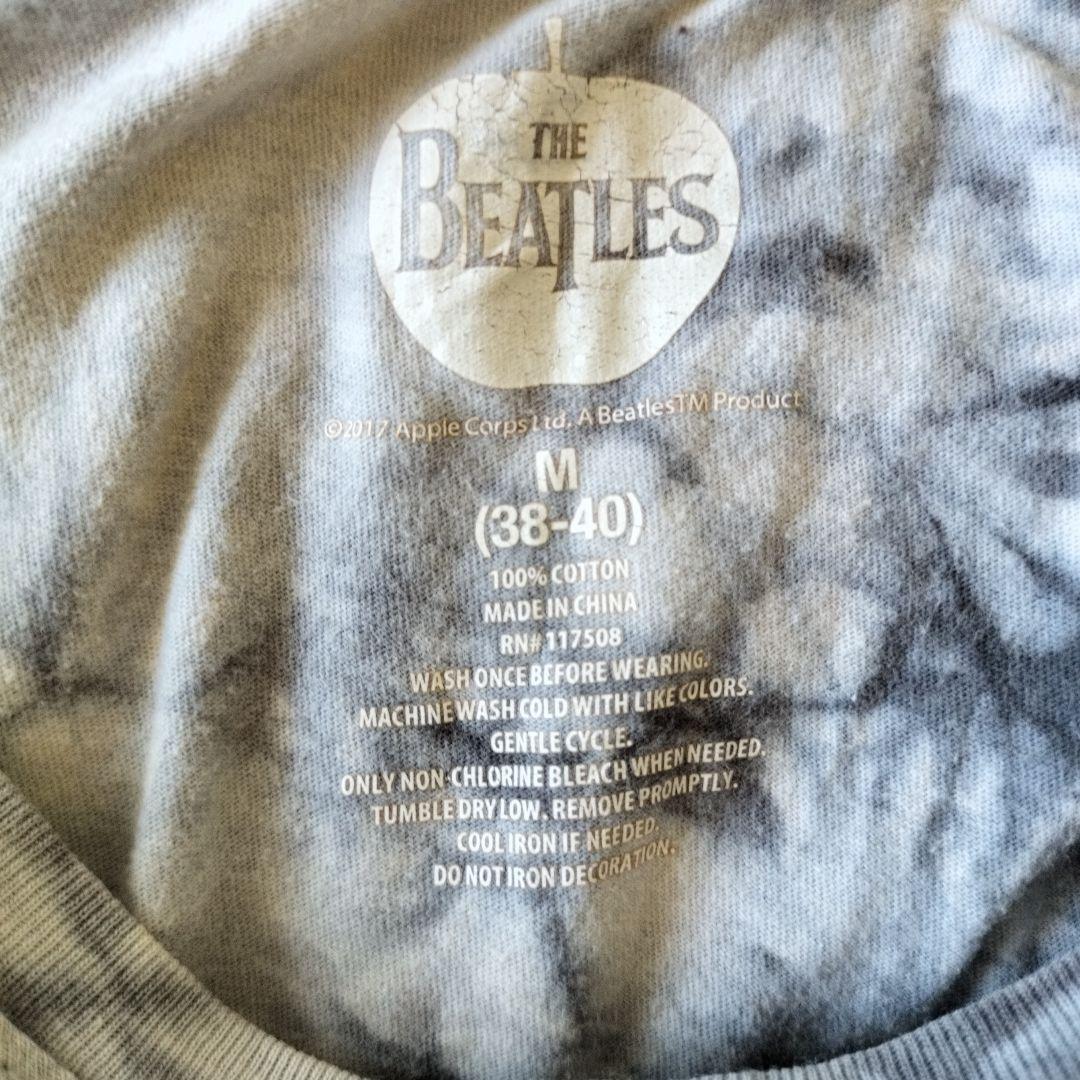 THE
BEATLES
©2017 Apple Corps Ltd. A Beatles™ Product
M
(38-40)
100% COTTON
MADE IN CHINA
RN# 117508
WASH ONCE BEFORE WEARING.
MACHINE WASH COLD WITH LIKE COLORS.
GENTLE CYCLE.
ONLY NON-CHLORINE BLEACH WHEN NEEDED.
TUMBLE DRY LOW. REMOVE PROMPTLY.
COOL IRON IF NEEDED.
DO NOT IRON DECORATION.